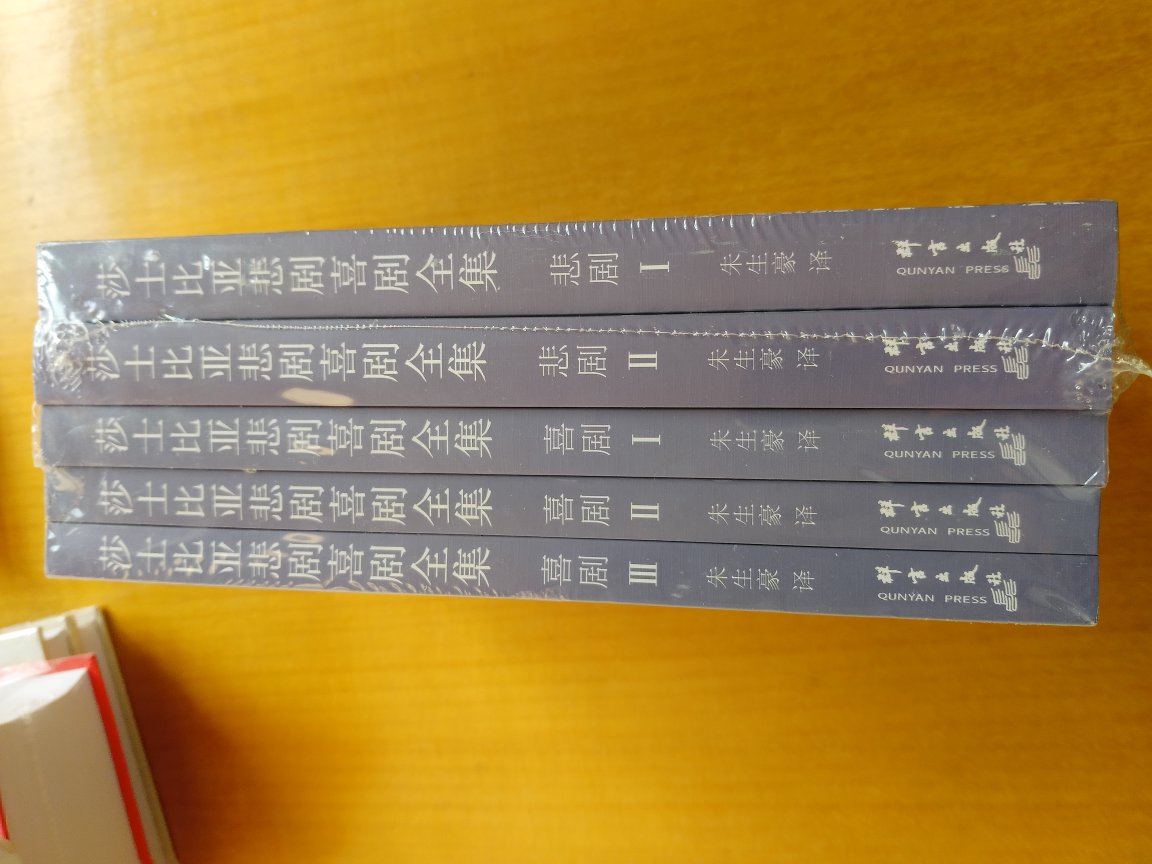 莎士比亚悲剧喜剧全集 悲剧 I 朱生豪 译 群言出版社 QUNYAN PRESS
莎士比亚悲剧喜剧全集 悲剧 II 朱生豪 译 群言出版社 QUNYAN PRESS
莎士比亚悲剧喜剧全集 喜剧 I 朱生豪 译 群言出版社 QUNYAN PRESS
莎士比亚悲剧喜剧全集 喜剧 II 朱生豪 译 群言出版社 QUNYAN PRESS
莎士比亚悲剧喜剧全集 喜剧 III 朱生豪 译 群言出版社 QUNYAN PRESS